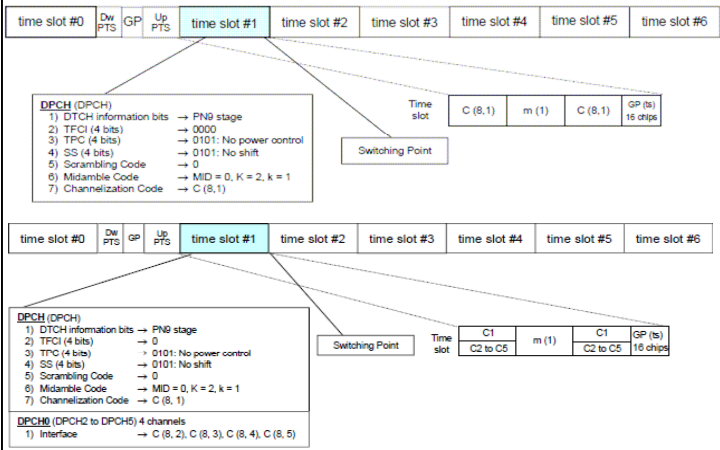 time slot #0 Dw PTS GP Up PTS time slot #1 time slot #2 time slot #3 time slot #4 time slot #5 time slot #6
DPCH (DPCH)
1) DTCH information bits → PN9 stage
2) TFCI (4 bits) → 0000
3) TPC (4 bits) → 0101: No power control
4) SS (4 bits) → 0101: No shift
5) Scrambling Code → 0
6) Midamble Code → MID = 0, K = 2, k = 1
7) Channelization Code → C (8,1)
Time slot C (8,1) m (1) C (8,1) GP (ts) 16 chips
Switching Point
time slot #0 Dw PTS GP Up PTS time slot #1 time slot #2 time slot #3 time slot #4 time slot #5 time slot #6
DPCH (DPCH)
1) DTCH information bits → PN9 stage
2) TFCI (4 bits) → 0
3) TPC (4 bits) → 0101: No power control
4) SS (4 bits) → 0101: No shift
5) Scrambling Code → 0
6) Midamble Code → MID = 0, K = 2, k = 1
7) Channelization Code → C (8, 1)
DPCH0 (DPCH2 to DPCH5) 4 channels
1) Interface → C (8, 2), C (8, 3), C (8, 4), C (8, 5)
Switching Point
Time slot C1 C2 to C5 m (1) C1 C2 to C5 GP (ts) 16 chips